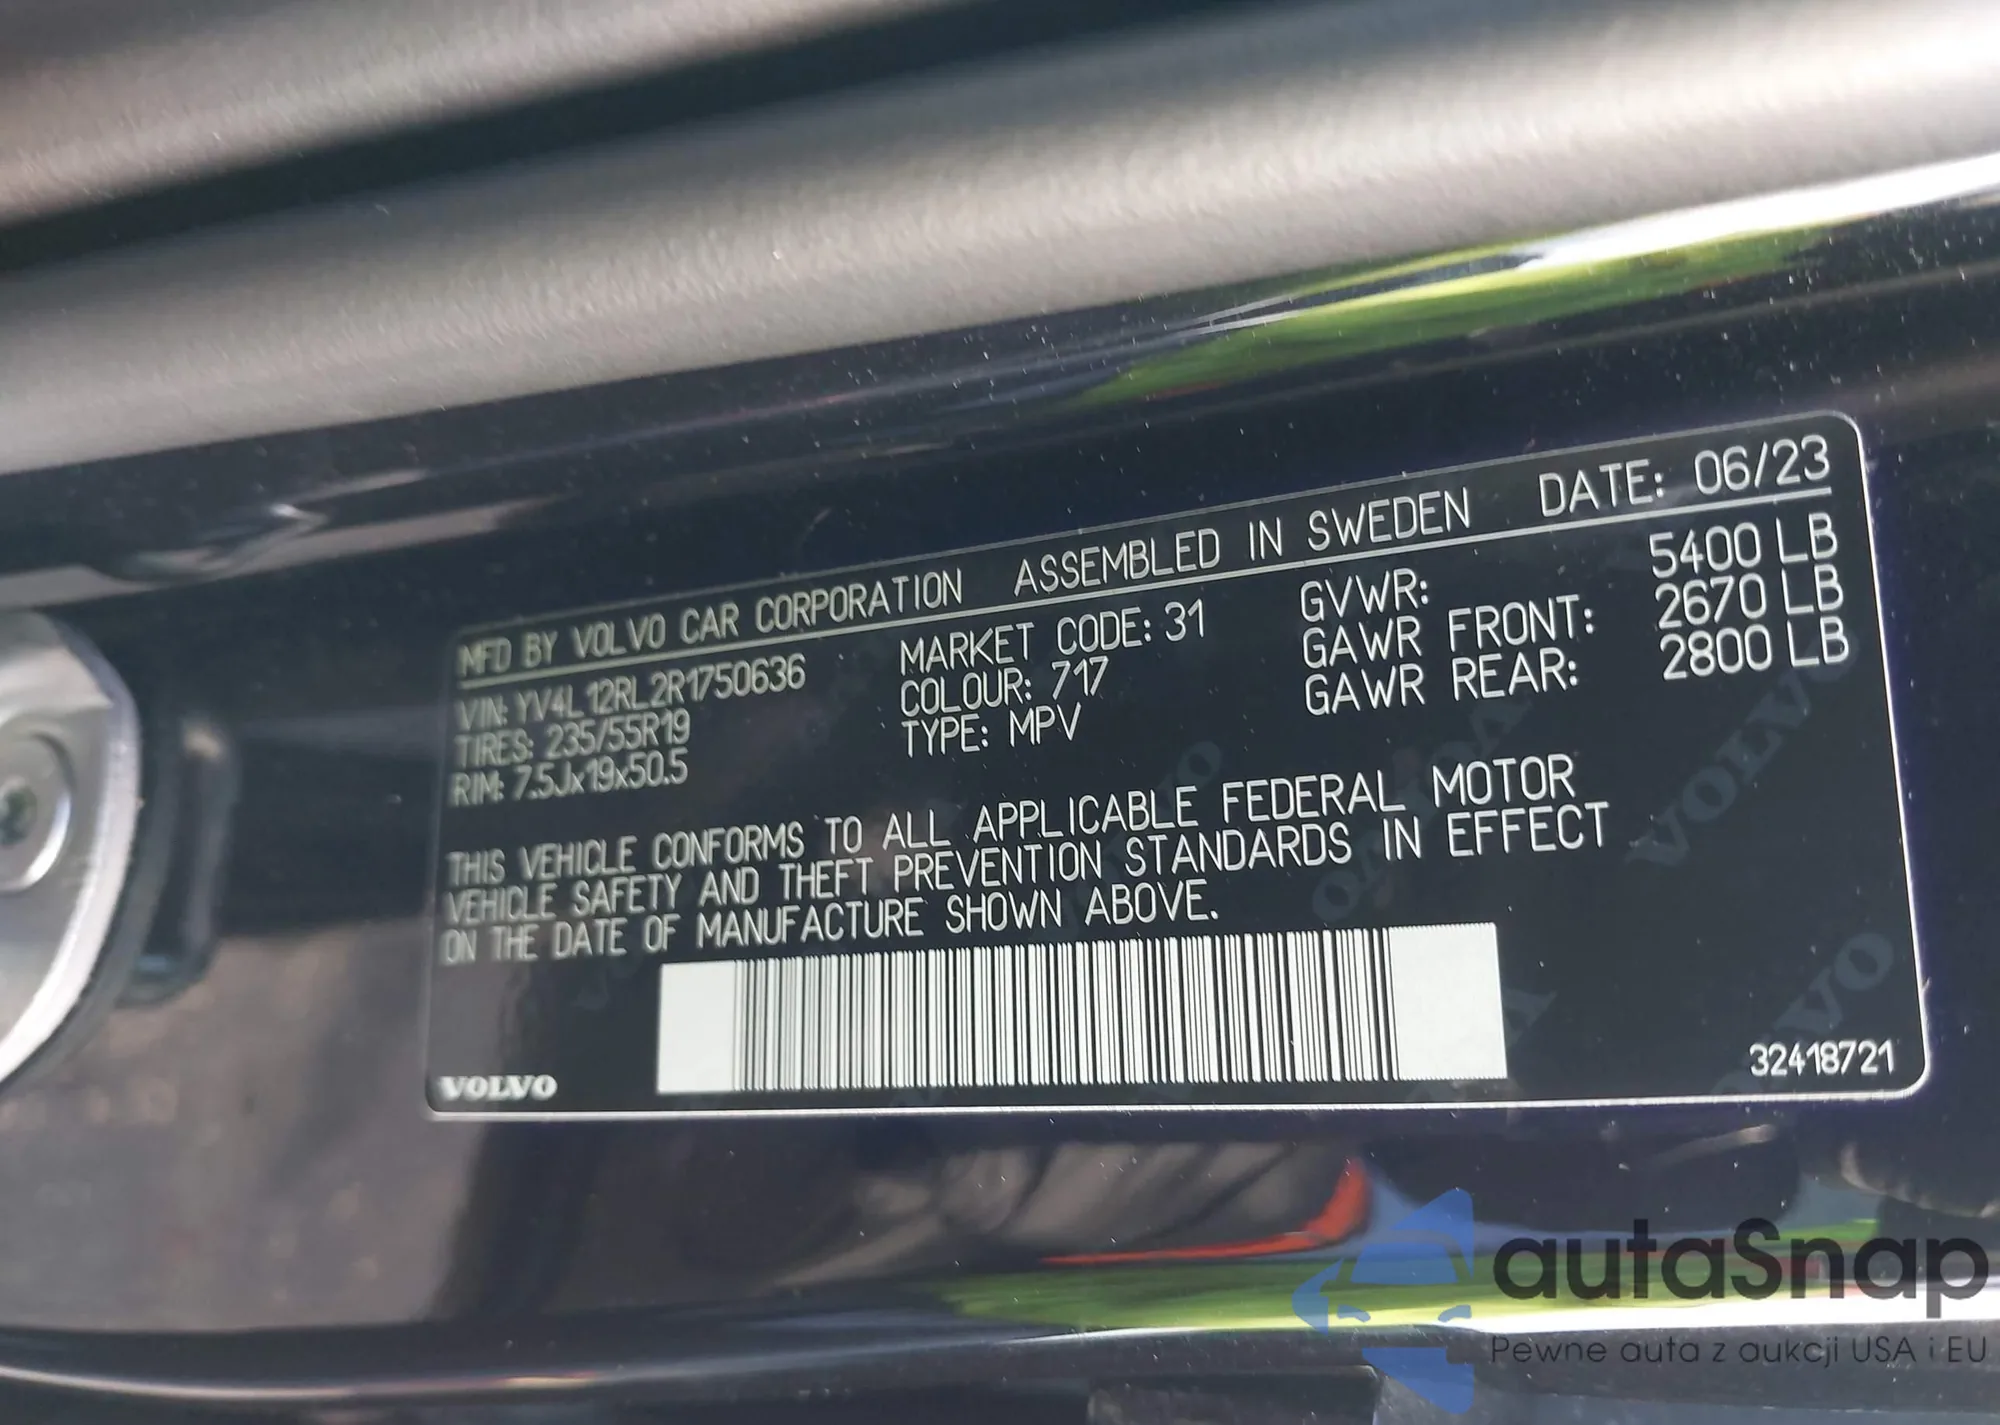 MFD BY VOLVO CAR CORPORATION ASSEMBLED IN SWEDEN DATE: 06/23
VIN: YV4L12RL2R1750636 MARKET CODE: 31 GVWR: 5400 LB
TIRES: 235/55R19 COLOUR: 717 GAWR FRONT: 2670 LB
RIM: 7.5Jx19x50.5 TYPE: MPV GAWR REAR: 2800 LB
THIS VEHICLE CONFORMS TO ALL APPLICABLE FEDERAL MOTOR
VEHICLE SAFETY AND THEFT PREVENTION STANDARDS IN EFFECT
ON THE DATE OF MANUFACTURE SHOWN ABOVE.
VOLVO
32418721
autaSnap
Pewne auta z aukcji USA i EU